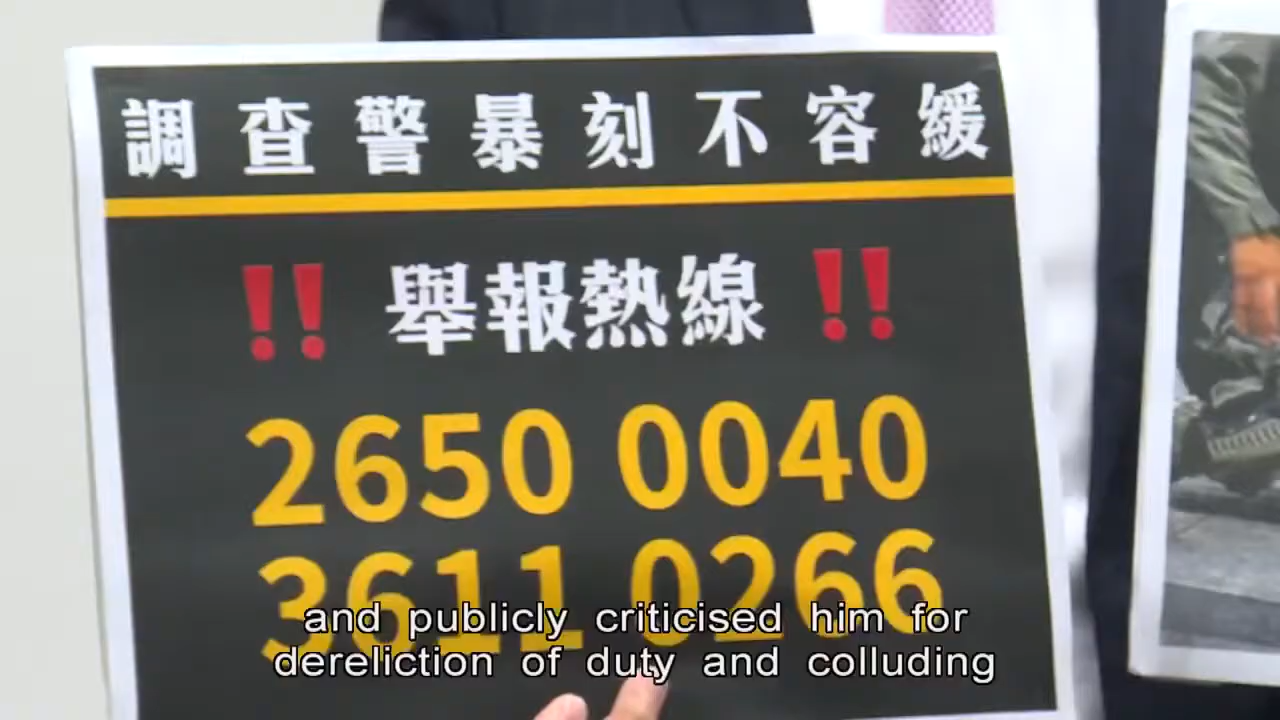 調查警暴刻不容緩
‼ 舉報熱線 ‼
2650 0040
3611 0266
and publicly criticised him for
dereliction of duty and colluding